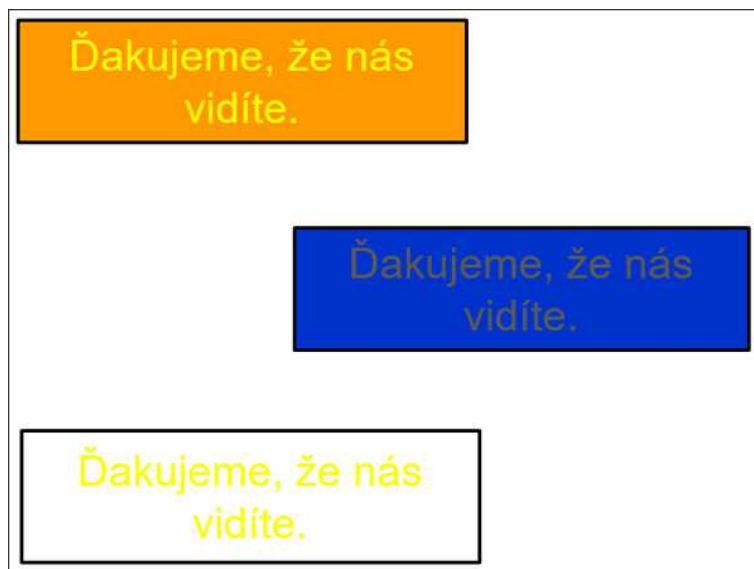 Ďakujeme, že nás
vidíte.
Ďakujeme, že nás
vidíte.
Ďakujeme, že nás
vidíte.